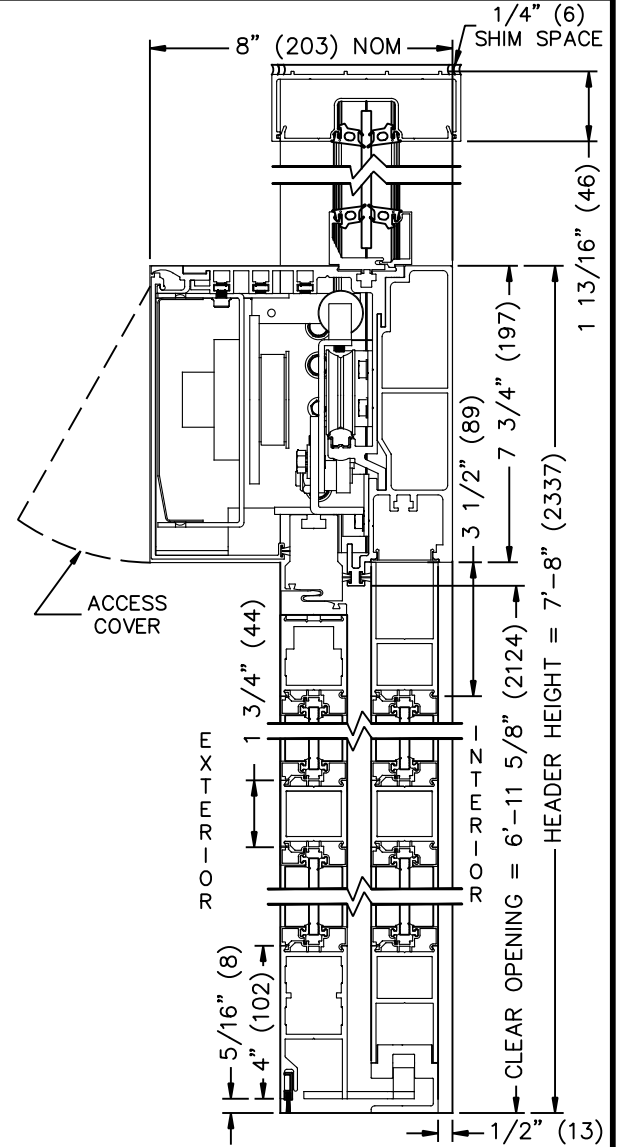 1/4” (6)
SHIM SPACE
8” (203) NOM
1 13/16” (46)
7 3/4” (197)
3 1/2” (89)
HEADER HEIGHT = 7’-8” (2337)
CLEAR OPENING = 6’-11 5/8” (2124)
ACCESS
COVER
1 3/4” (44)
EXTERIOR
INTERIOR
5/16” (8)
4” (102)
1/2” (13)